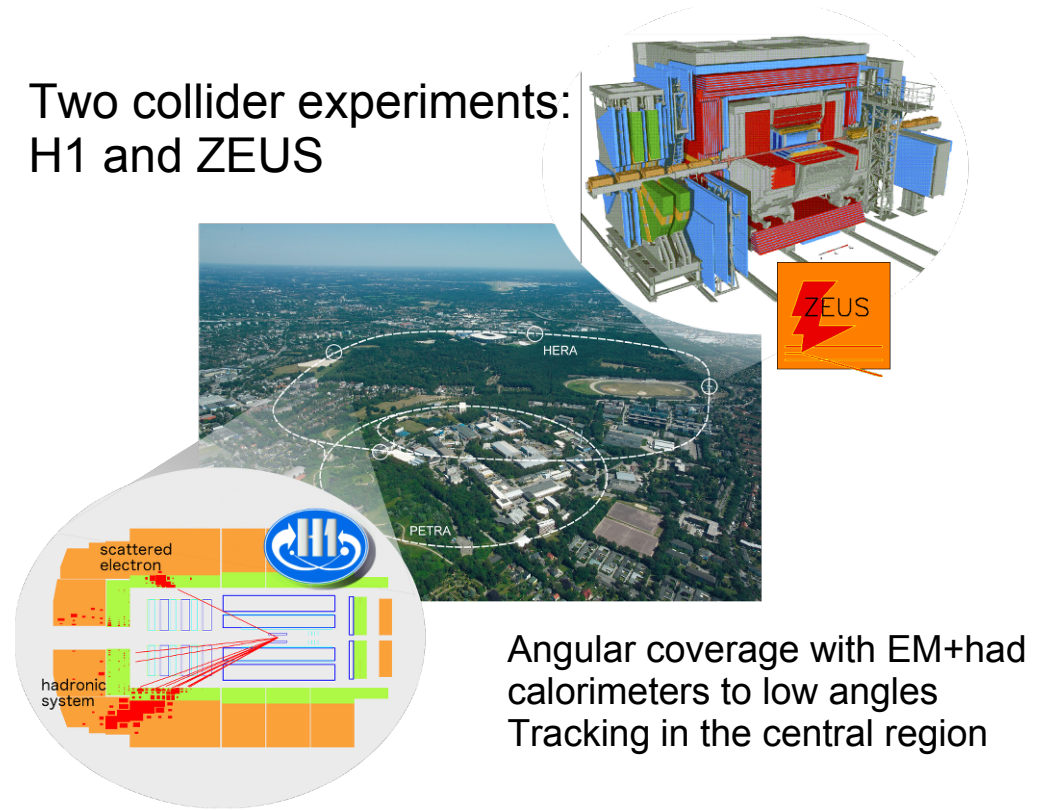 Two collider experiments:
H1 and ZEUS
ZEUS
HERA
PETRA
H1
scattered
electron
hadronic
system
Angular coverage with EM+had
calorimeters to low angles
Tracking in the central region